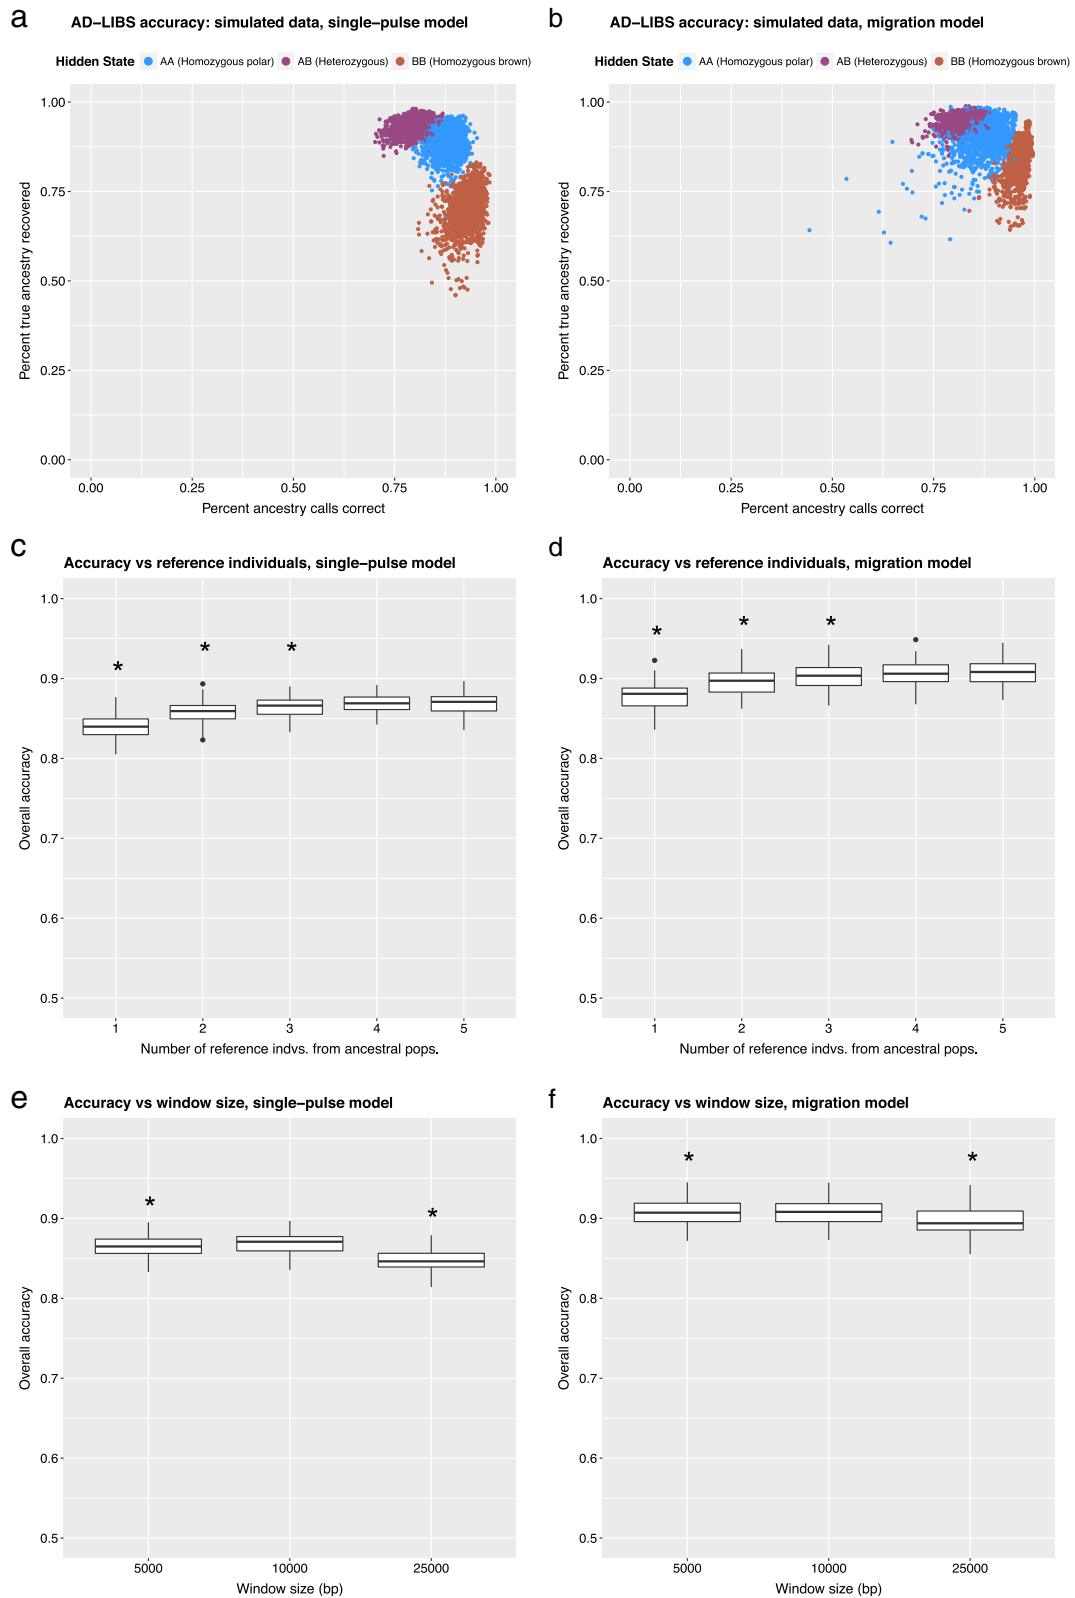 a
AD−LIBS accuracy: simulated data, single−pulse model
Hidden State AA (Homozygous polar) AB (Heterozygous) BB (Homozygous brown)
1.00
0.75
0.50
0.25
0.00
Percent true ancestry recovered
0.00 0.25 0.50 0.75 1.00
Percent ancestry calls correct
b
AD−LIBS accuracy: simulated data, migration model
Hidden State AA (Homozygous polar) AB (Heterozygous) BB (Homozygous brown)
1.00
0.75
0.50
0.25
0.00
Percent true ancestry recovered
0.00 0.25 0.50 0.75 1.00
Percent ancestry calls correct
c
Accuracy vs reference individuals, single−pulse model
1.0
0.9
0.8
0.7
0.6
0.5
Overall accuracy
* * *
1 2 3 4 5
Number of reference indvs. from ancestral pops.
d
Accuracy vs reference individuals, migration model
1.0
0.9
0.8
0.7
0.6
0.5
Overall accuracy
* * *
1 2 3 4 5
Number of reference indvs. from ancestral pops.
e
Accuracy vs window size, single−pulse model
1.0
0.9
0.8
0.7
0.6
0.5
Overall accuracy
* *
5000 10000 25000
Window size (bp)
f
Accuracy vs window size, migration model
1.0
0.9
0.8
0.7
0.6
0.5
Overall accuracy
* *
5000 10000 25000
Window size (bp)